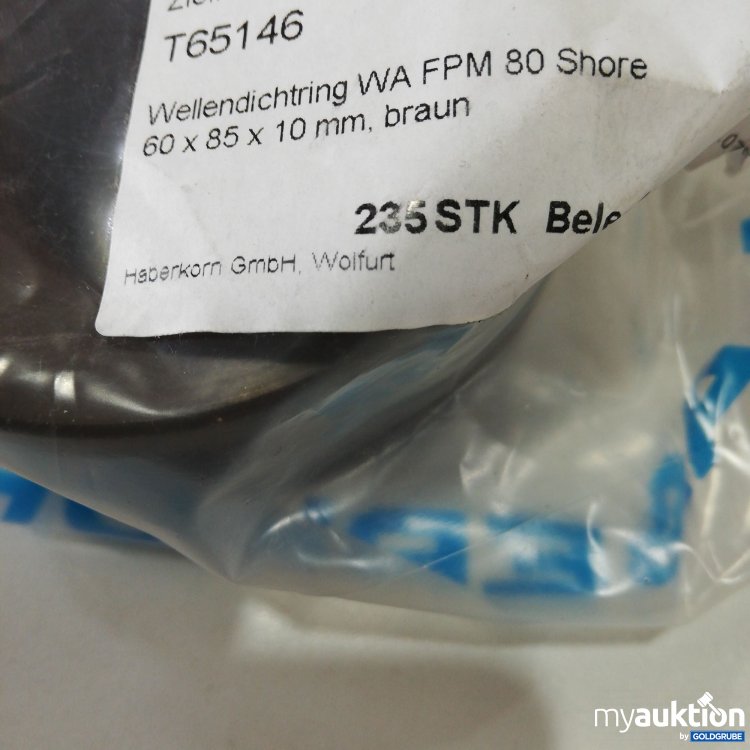 T65146
Wellendichtring WA FPM 80 Shore
60 x 85 x 10 mm, braun
235 STK
Haberkorn GmbH, Wolfurt
myauktion
by GOLDGRUBE